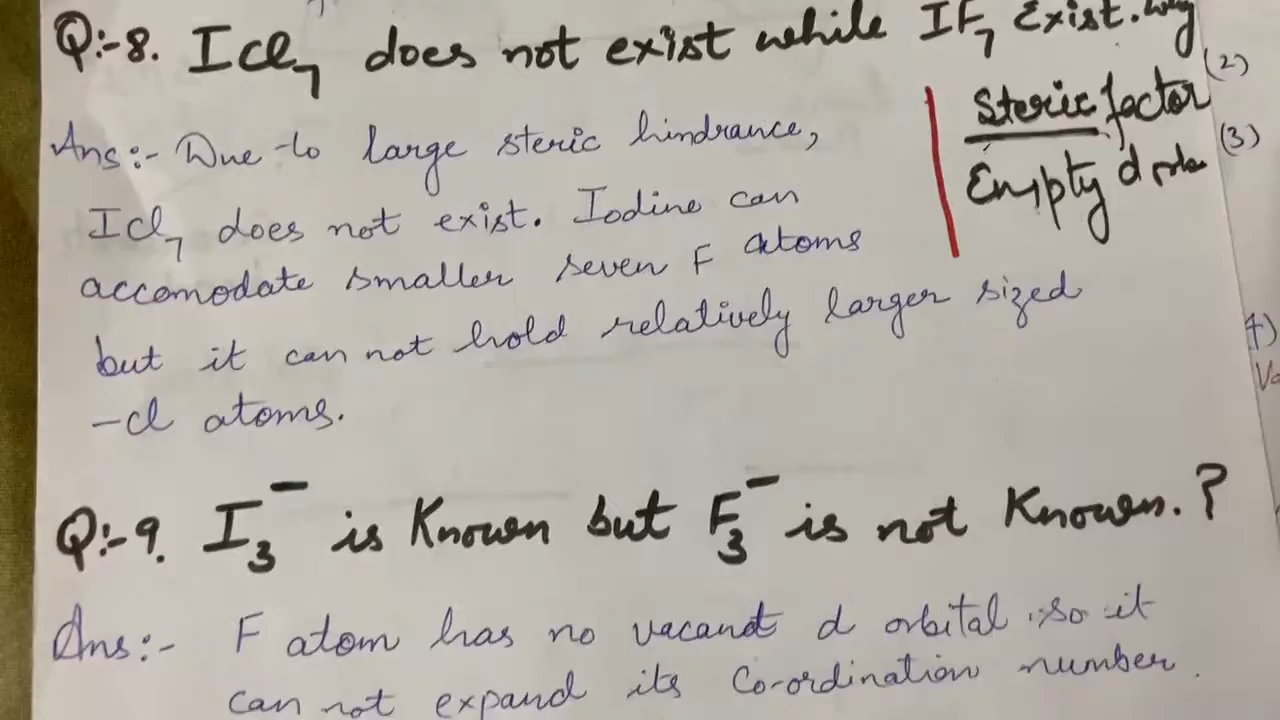 Q:-8. ICl7 does not exist while IF7 Exist. why
Steric factor (2)
Empty d (3)
Ans:- Due to large steric hindrance,
ICl7 does not exist. Iodine can
accomodate smaller seven F atoms
but it can not hold relatively larger sized
-cl atoms.
Q:-9. I3⁻ is Known but F3⁻ is not Known.?
Ans:- F atom has no vacant d orbital. so it
can not expand its Co-ordination number.